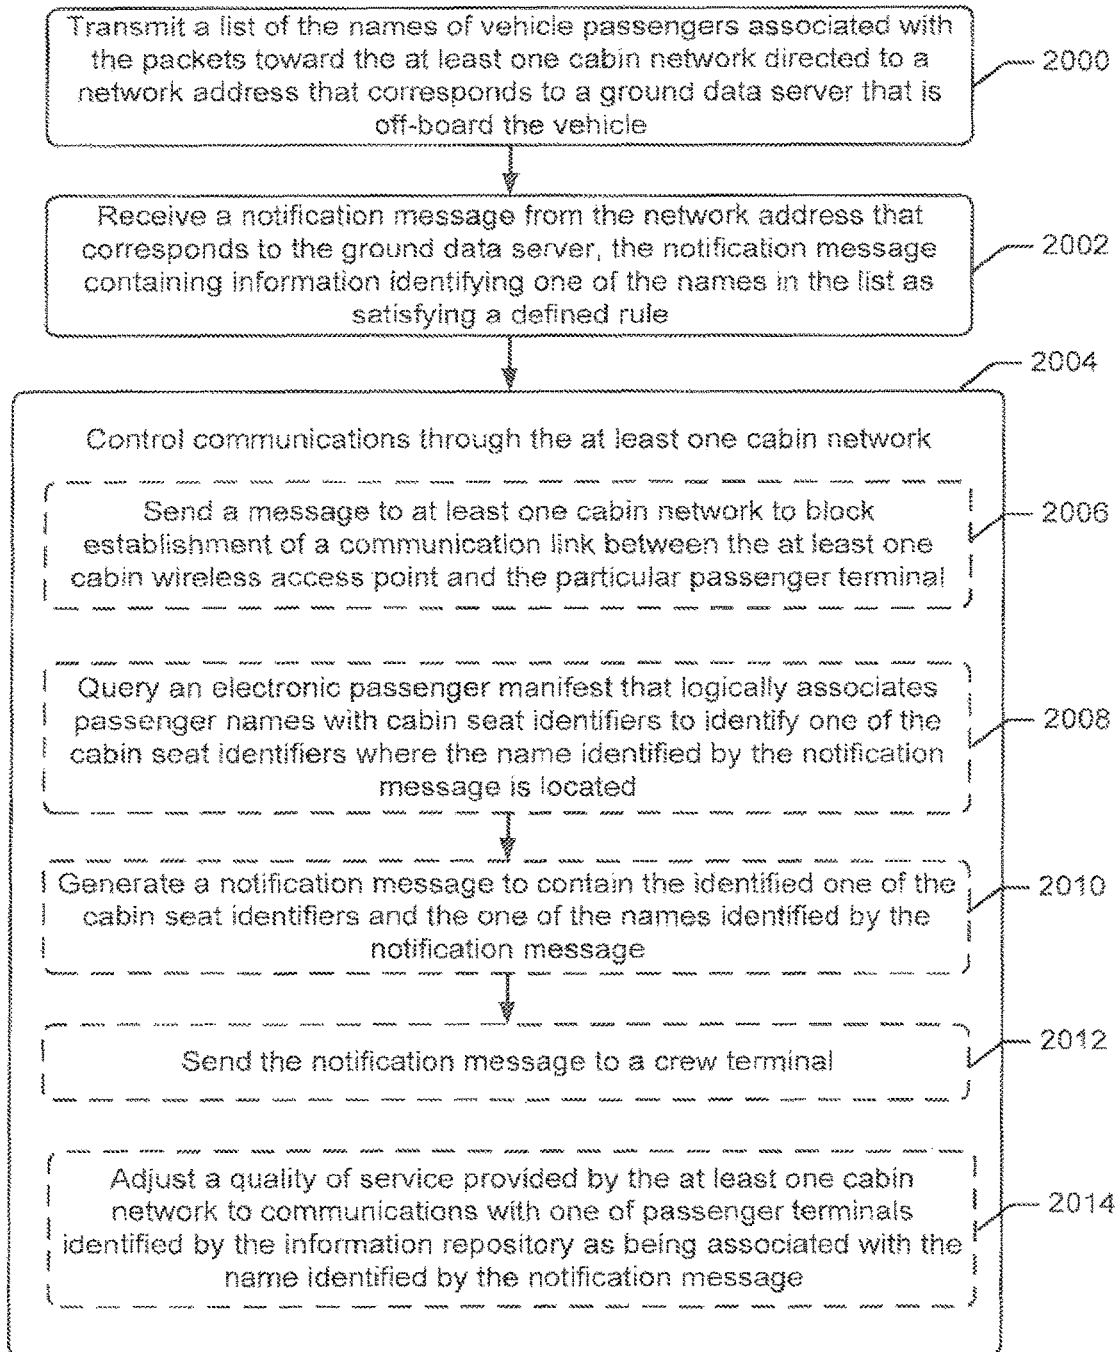 Transmit a list of the names of vehicle passengers associated with
the packets toward the at least one cabin network directed to a
network address that corresponds to a ground data server that is
off-board the vehicle
2000
Receive a notification message from the network address that
corresponds to the ground data server, the notification message
containing information identifying one of the names in the list as
satisfying a defined rule
2002
2004
Control communications through the at least one cabin network
Send a message to at least one cabin network to block
establishment of a communication link between the at least one
cabin wireless access point and the particular passenger terminal
2006
Query an electronic passenger manifest that logically associates
passenger names with cabin seat identifiers to identify one of the
cabin seat identifiers where the name identified by the notification
message is located
2008
Generate a notification message to contain the identified one of the
cabin seat identifiers and the one of the names identified by the
notification message
2010
Send the notification message to a crew terminal
2012
Adjust a quality of service provided by the at least one cabin
network to communications with one of passenger terminals
identified by the information repository as being associated with the
name identified by the notification message
2014